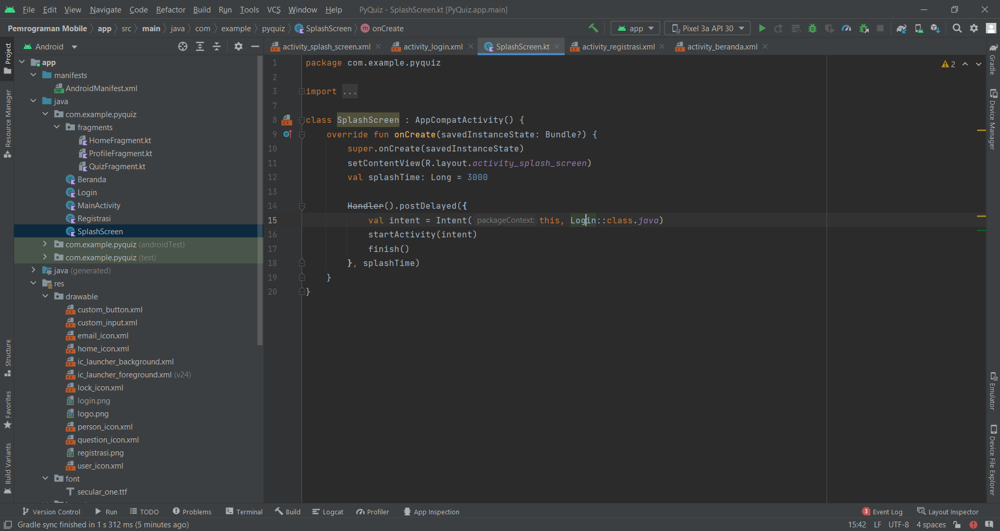 File Edit View Navigate Code Refactor Build Run Tools VCS Window Help PyQuiz - SplashScreen.kt [PyQuiz.app.main]
Pemrograman Mobile app src main java com example pyquiz SplashScreen m onCreate app Pixel 3a API 30
Android
activity_splash_screen.xml activity_login.xml SplashScreen.kt activity_registrasi.xml activity_beranda.xml
Project
Resource Manager
Structure
Favorites
Build Variants
app
manifests
AndroidManifest.xml
java
com.example.pyquiz
fragments
HomeFragment.kt
ProfileFragment.kt
QuizFragment.kt
Beranda
Login
MainActivity
Registrasi
SplashScreen
com.example.pyquiz (androidTest)
com.example.pyquiz (test)
java (generated)
res
drawable
custom_button.xml
custom_input.xml
email_icon.xml
home_icon.xml
ic_launcher_background.xml
ic_launcher_foreground.xml (v24)
lock_icon.xml
login.png
logo.png
person_icon.xml
question_icon.xml
registrasi.png
user_icon.xml
font
secular_one.ttf
1 package com.example.pyquiz
2
3 import ...
7
8 class SplashScreen : AppCompatActivity() {
9 override fun onCreate(savedInstanceState: Bundle?) {
10 super.onCreate(savedInstanceState)
11 setContentView(R.layout.activity_splash_screen)
12 val splashTime: Long = 3000
13
14 Handler().postDelayed({
15 val intent = Intent( packageContext: this, Login::class.java)
16 startActivity(intent)
17 finish()
18 }, splashTime)
19 }
20 }
2
Gradle
Device Manager
Emulator
Device File Explorer
Version Control Run TODO Problems Terminal Build Logcat Profiler App Inspection 3 Event Log Layout Inspector
Gradle sync finished in 1 s 312 ms (5 minutes ago) 15:42 LF UTF-8 4 spaces